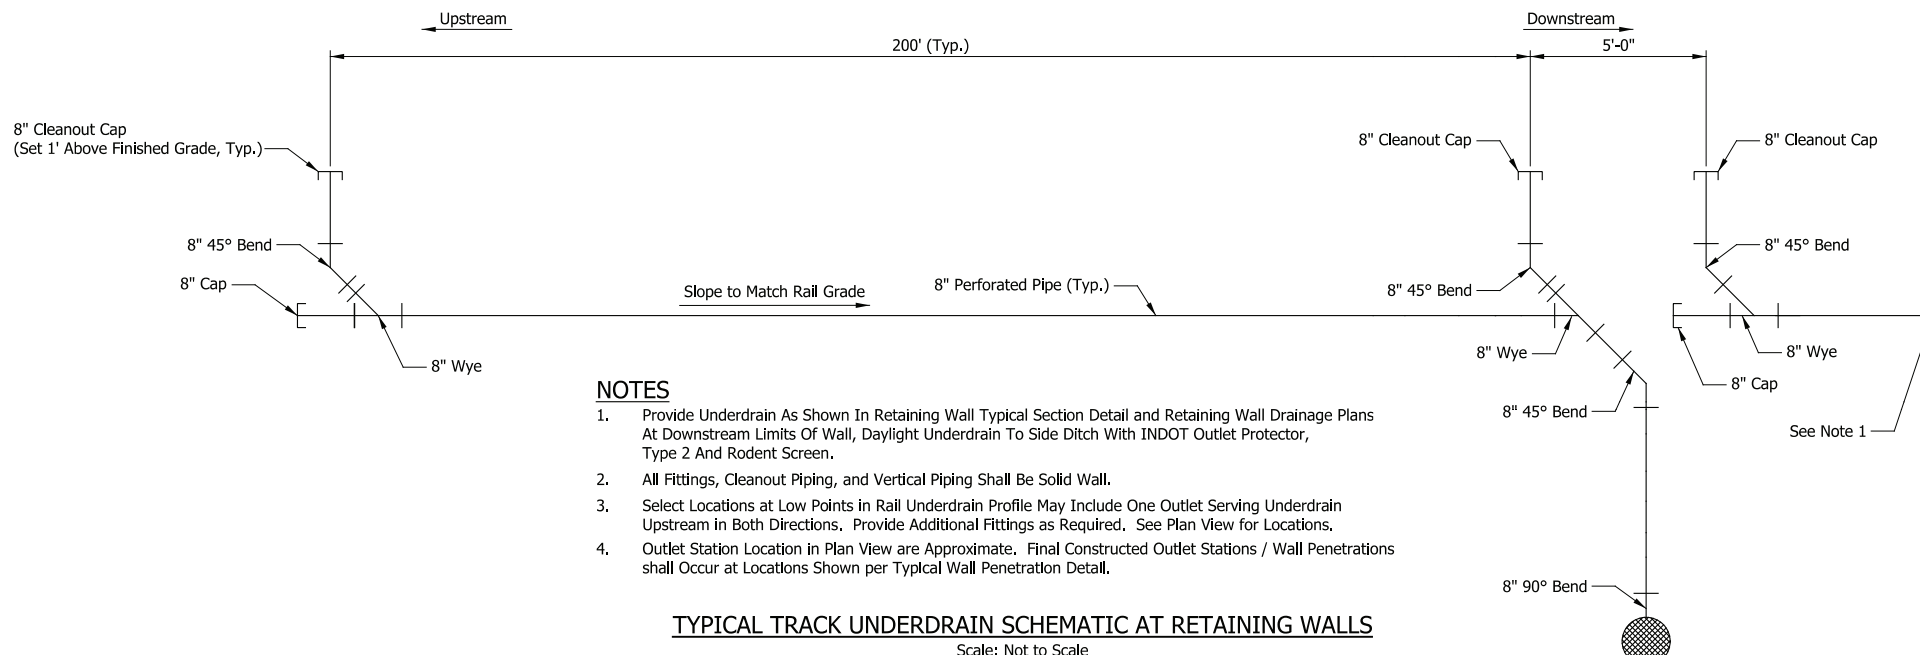 Upstream
Downstream
200' (Typ.)
5'-0"
8" Cleanout Cap
(Set 1' Above Finished Grade, Typ.)
8" Cleanout Cap
8" Cleanout Cap
8" 45° Bend
8" 45° Bend
8" Cap
Slope to Match Rail Grade
8" Perforated Pipe (Typ.)
8" 45° Bend
8" Wye
8" Wye
8" Wye
8" Cap
8" 45° Bend
See Note 1
NOTES
1. Provide Underdrain As Shown In Retaining Wall Typical Section Detail and Retaining Wall Drainage Plans
At Downstream Limits Of Wall, Daylight Underdrain To Side Ditch With INDOT Outlet Protector,
Type 2 And Rodent Screen.
2. All Fittings, Cleanout Piping, and Vertical Piping Shall Be Solid Wall.
3. Select Locations at Low Points in Rail Underdrain Profile May Include One Outlet Serving Underdrain
Upstream in Both Directions. Provide Additional Fittings as Required. See Plan View for Locations.
4. Outlet Station Location in Plan View are Approximate. Final Constructed Outlet Stations / Wall Penetrations
shall Occur at Locations Shown per Typical Wall Penetration Detail.
8" 90° Bend
TYPICAL TRACK UNDERDRAIN SCHEMATIC AT RETAINING WALLS
Scale: Not to Scale